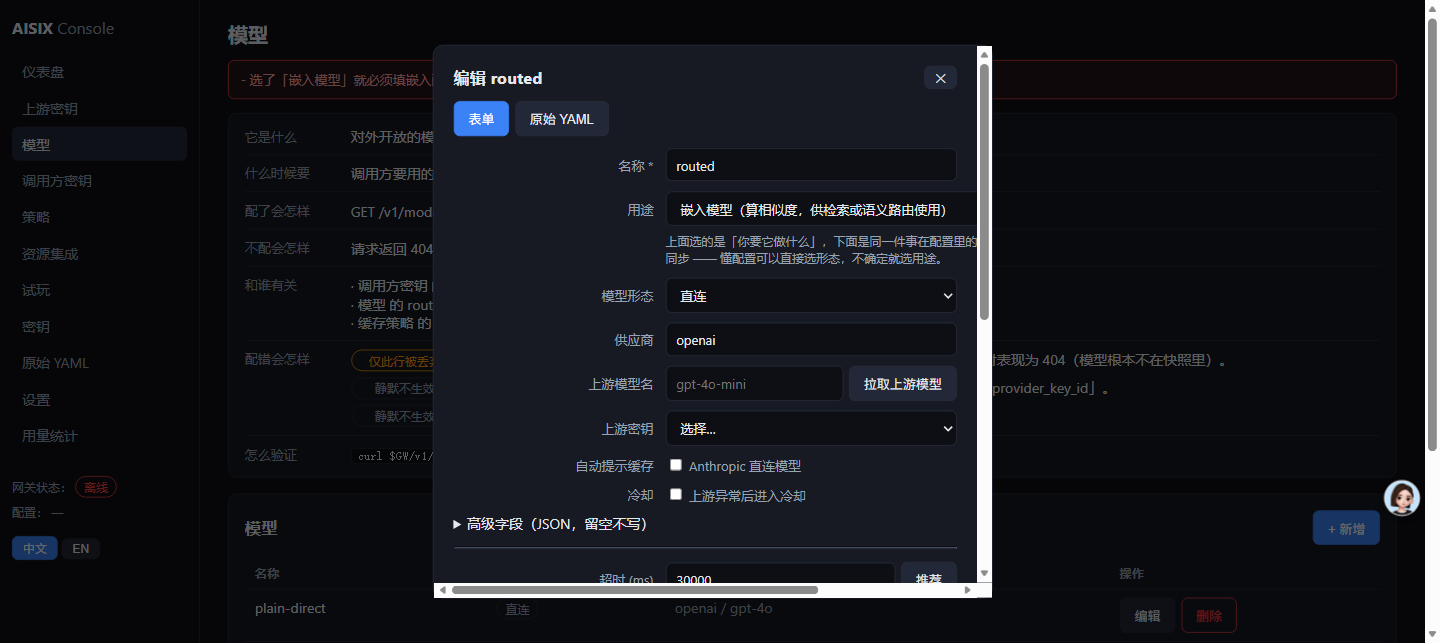 AISIX Console
仪表盘
上游密钥
模型
调用方密钥
策略
资源集成
试玩
密钥
原始 YAML
设置
用量统计
网关状态： 离线
配置： —
中文 EN
模型
- 选了「嵌入模型」就必须填嵌入
它是什么 对外开放的模
什么时候要 调用方要用的
配了会怎样 GET /v1/mod
不配会怎样 请求返回 404
和谁有关 · 调用方密钥
· 模型 的 rout
· 缓存策略 的
配错会怎样 仅此行被丢 时表现为 404（模型根本不在快照里）。
静默不生效 provider_key_id」。
静默不生效
怎么验证 curl $GW/v1/
模型
+ 新增
名称 操作
plain-direct 直连 openai / gpt-4o 编辑 删除
编辑 routed
×
表单 原始 YAML
名称 * routed
用途 嵌入模型（算相似度，供检索或语义路由使用）
上面选的是「你要它做什么」，下面是同一件事在配置里的
同步 —— 懂配置可以直接选形态，不确定就选用途。
模型形态 直连
供应商 openai
上游模型名 gpt-4o-mini 拉取上游模型
上游密钥 选择...
自动提示缓存 Anthropic 直连模型
冷却 上游异常后进入冷却
▶ 高级字段（JSON，留空不写）
超时 (ms) 30000 推荐